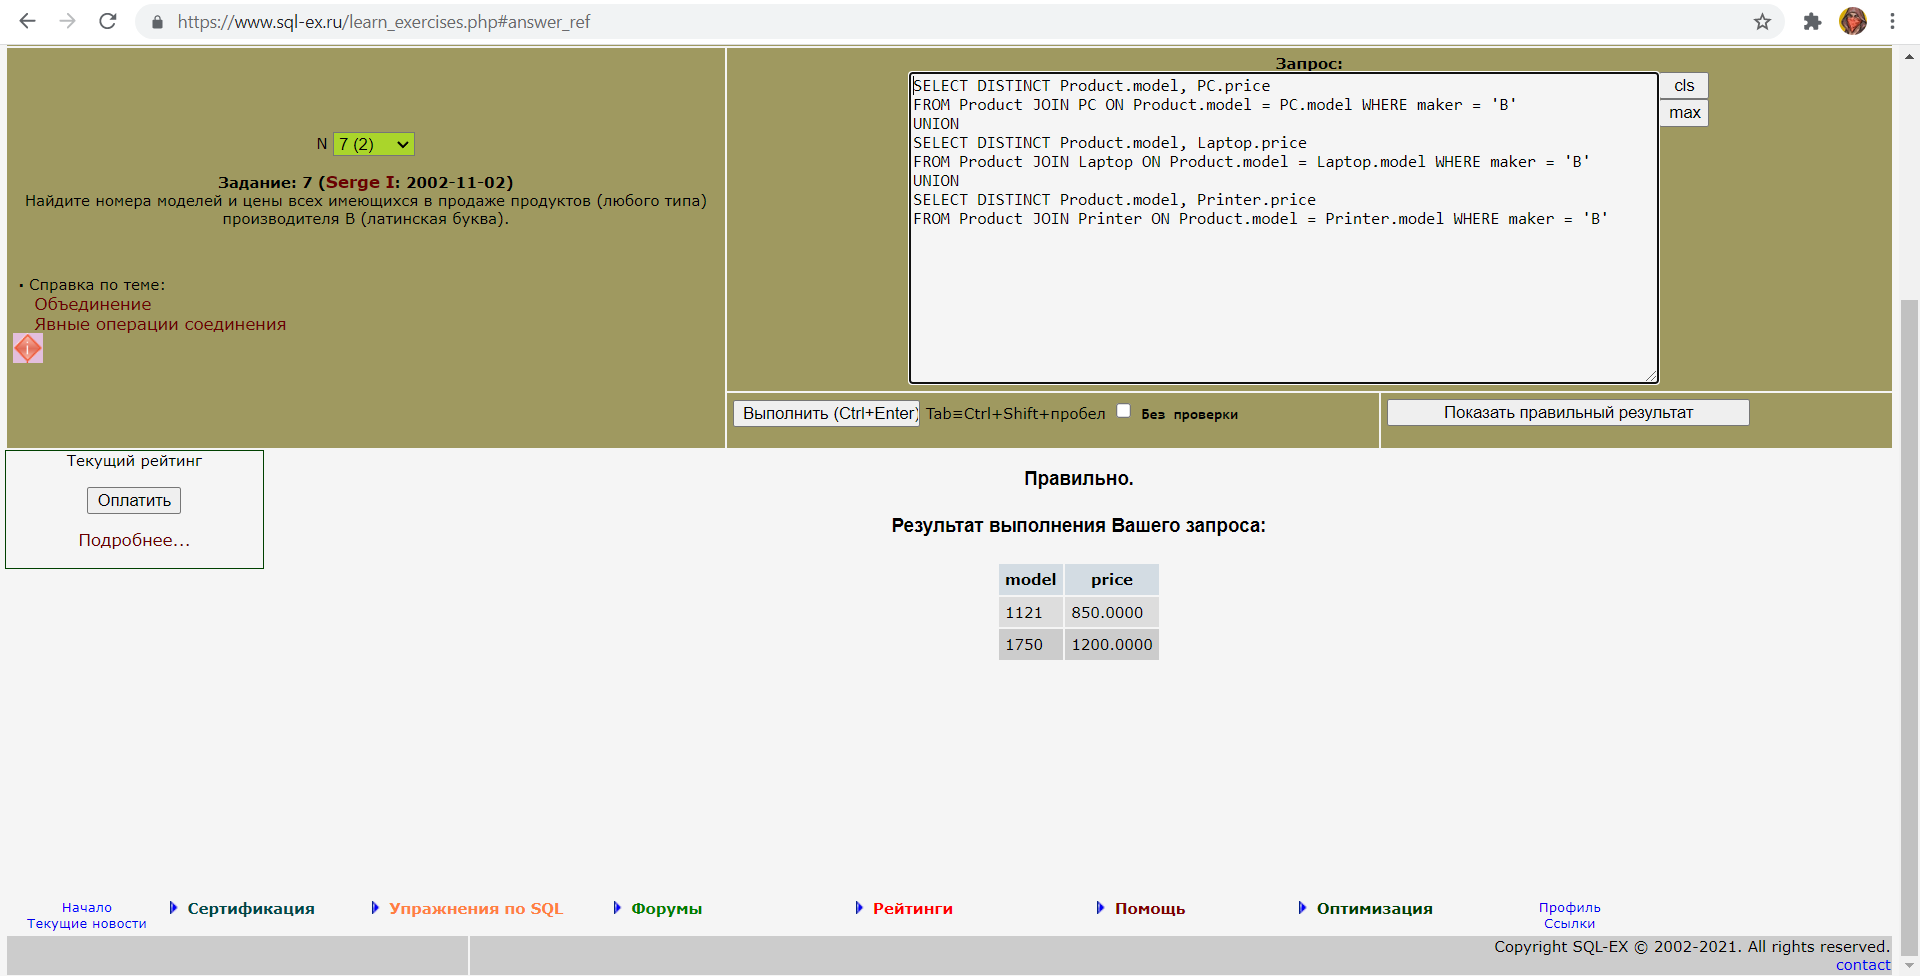 https://www.sql-ex.ru/learn_exercises.php#answer_ref
N 7 (2)
Задание: 7 (Serge I: 2002-11-02)
Найдите номера моделей и цены всех имеющихся в продаже продуктов (любого типа)
производителя B (латинская буква).
• Справка по теме:
Объединение
Явные операции соединения
Запрос:
SELECT DISTINCT Product.model, PC.price
FROM Product JOIN PC ON Product.model = PC.model WHERE maker = 'B'
UNION
SELECT DISTINCT Product.model, Laptop.price
FROM Product JOIN Laptop ON Product.model = Laptop.model WHERE maker = 'B'
UNION
SELECT DISTINCT Product.model, Printer.price
FROM Product JOIN Printer ON Product.model = Printer.model WHERE maker = 'B'
cls
max
Выполнить (Ctrl+Enter) Tab≡Ctrl+Shift+пробел Без проверки
Показать правильный результат
Текущий рейтинг
Оплатить
Подробнее...
Правильно.
Результат выполнения Вашего запроса:
model price
1121 850.0000
1750 1200.0000
Начало
Текущие новости
Сертификация
Упражнения по SQL
Форумы
Рейтинги
Помощь
Оптимизация
Профиль
Ссылки
Copyright SQL-EX © 2002-2021. All rights reserved.
contact